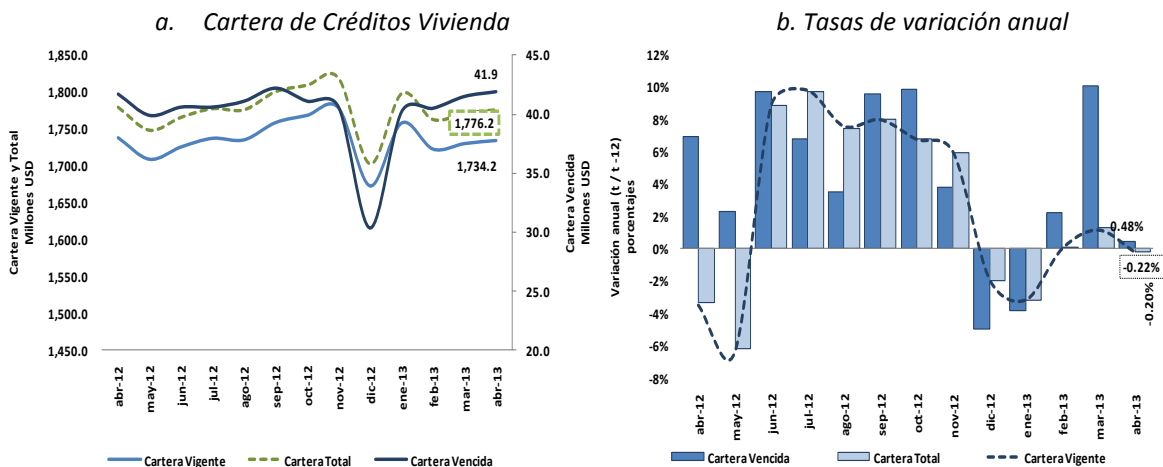 a. Cartera de Créditos Vivienda
Cartera Vigente y Total
Millones USD
1,850.0
1,800.0
1,750.0
1,700.0
1,650.0
1,600.0
1,550.0
1,500.0
1,450.0
45.0
40.0
35.0
30.0
25.0
20.0
Cartera Vencida
Millones USD
41.9
1,776.2
1,734.2
abr-12
may-12
jun-12
jul-12
ago-12
sep-12
oct-12
nov-12
dic-12
ene-13
feb-13
mar-13
abr-13
Cartera Vigente
Cartera Total
Cartera Vencida
b. Tasas de variación anual
Variación anual (t / t -12)
porcentajes
12%
10%
8%
6%
4%
2%
0%
-2%
-4%
-6%
-8%
0.48%
-0.22%
-0.20%
abr-12
may-12
jun-12
jul-12
ago-12
sep-12
oct-12
nov-12
dic-12
ene-13
feb-13
mar-13
abr-13
Cartera Vencida
Cartera Total
Cartera Vigente